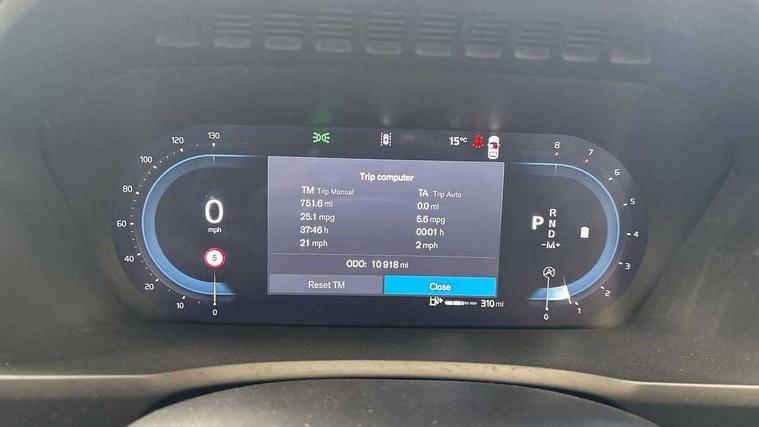 15°C
Trip computer
TM Trip Manual
751.6 mi
25.1 mpg
37:46 h
21 mph
TA Trip Auto
0.0 mi
5.6 mpg
00:01 h
2 mph
ODO: 10 918 mi
Reset TM
Close
310 mi
130
120
100
80
60
40
20
10
0
0
mph
5
P
R
N
D
-M+
8
7
6
5
4
3
2
1
0